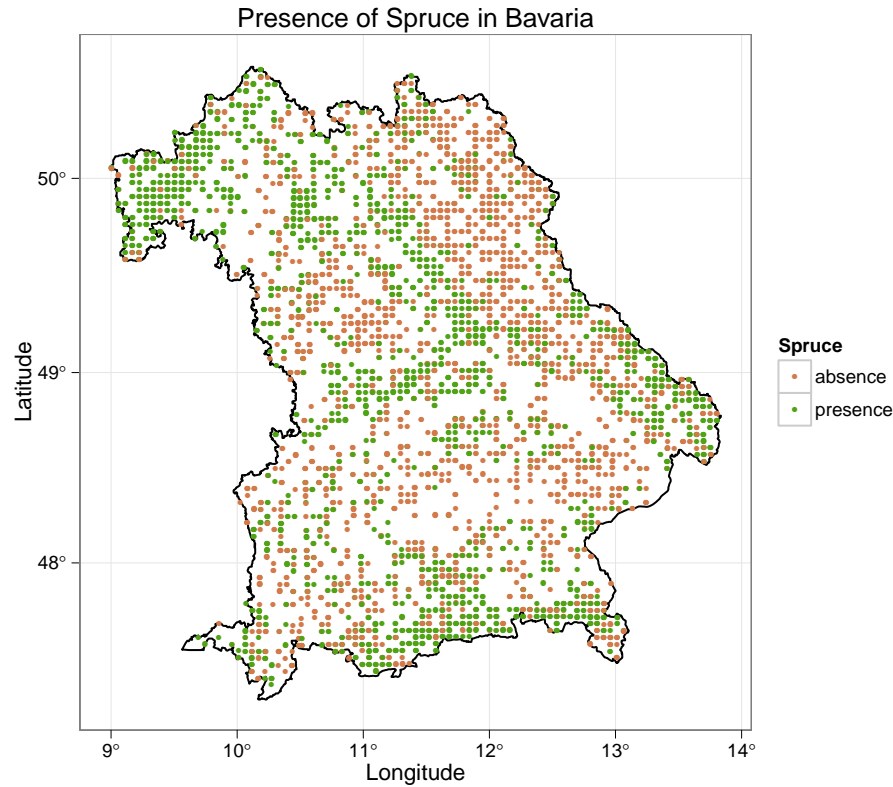 Presence of Spruce in Bavaria
50°
49°
48°
Latitude
9°
10°
11°
12°
13°
14°
Longitude
Spruce
absence
presence